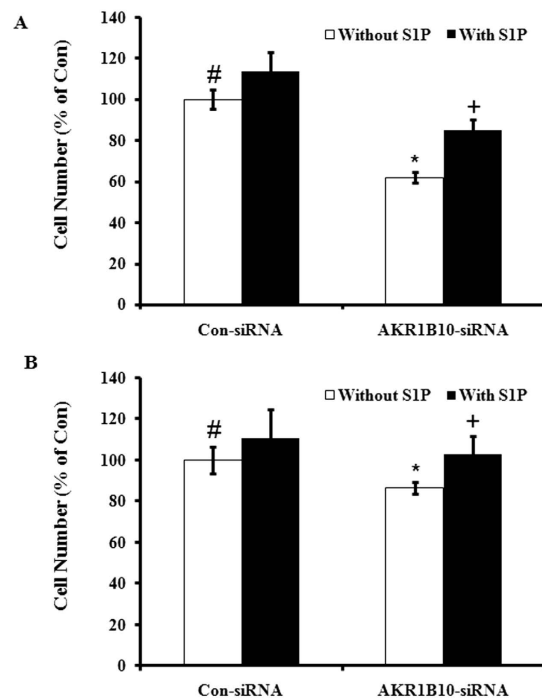 A
Cell Number (% of Con)
140
120
100
80
60
40
20
0
Without S1P With S1P
#
*
+
Con-siRNA AKR1B10-siRNA
B
Cell Number (% of Con)
140
120
100
80
60
40
20
0
Without S1P With S1P
#
*
+
Con-siRNA AKR1B10-siRNA